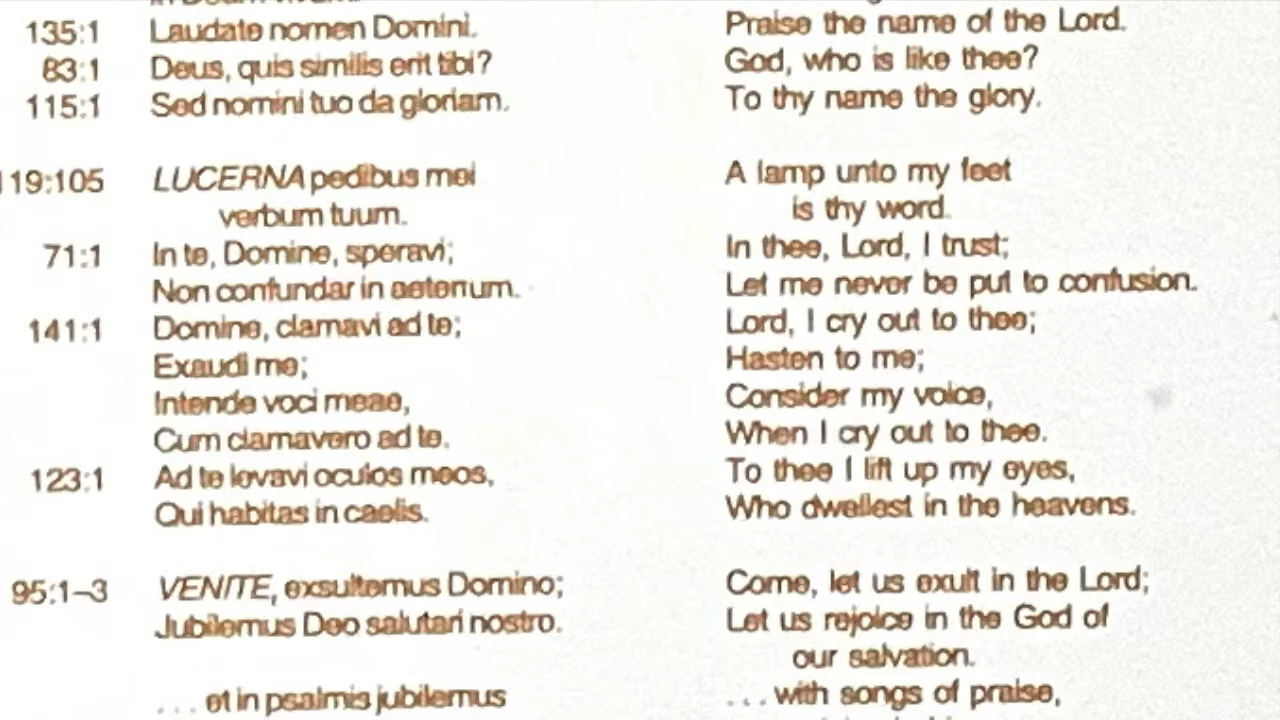 135:1 Laudate nomen Domini. Praise the name of the Lord.
83:1 Deus, quis similis erit tibi? God, who is like thee?
115:1 Sed nomini tuo da gloriam. To thy name the glory.
119:105 LUCERNA pedibus mei A lamp unto my feet
verbum tuum. is thy word.
71:1 In te, Domine, speravi; In thee, Lord, I trust;
Non confundar in aeternum. Let me never be put to confusion.
141:1 Domine, clamavi ad te; Lord, I cry out to thee;
Exaudi me; Hasten to me;
Intende voci meae, Consider my voice,
Cum clamavero ad te. When I cry out to thee.
123:1 Ad te levavi oculos meos, To thee I lift up my eyes,
Qui habitas in caelis. Who dwellest in the heavens.
95:1–3 VENITE, exsultemus Domino; Come, let us exult in the Lord;
Jubilemus Deo salutari nostro. Let us rejoice in the God of
our salvation.
... et in psalmis jubilemus ... with songs of praise,